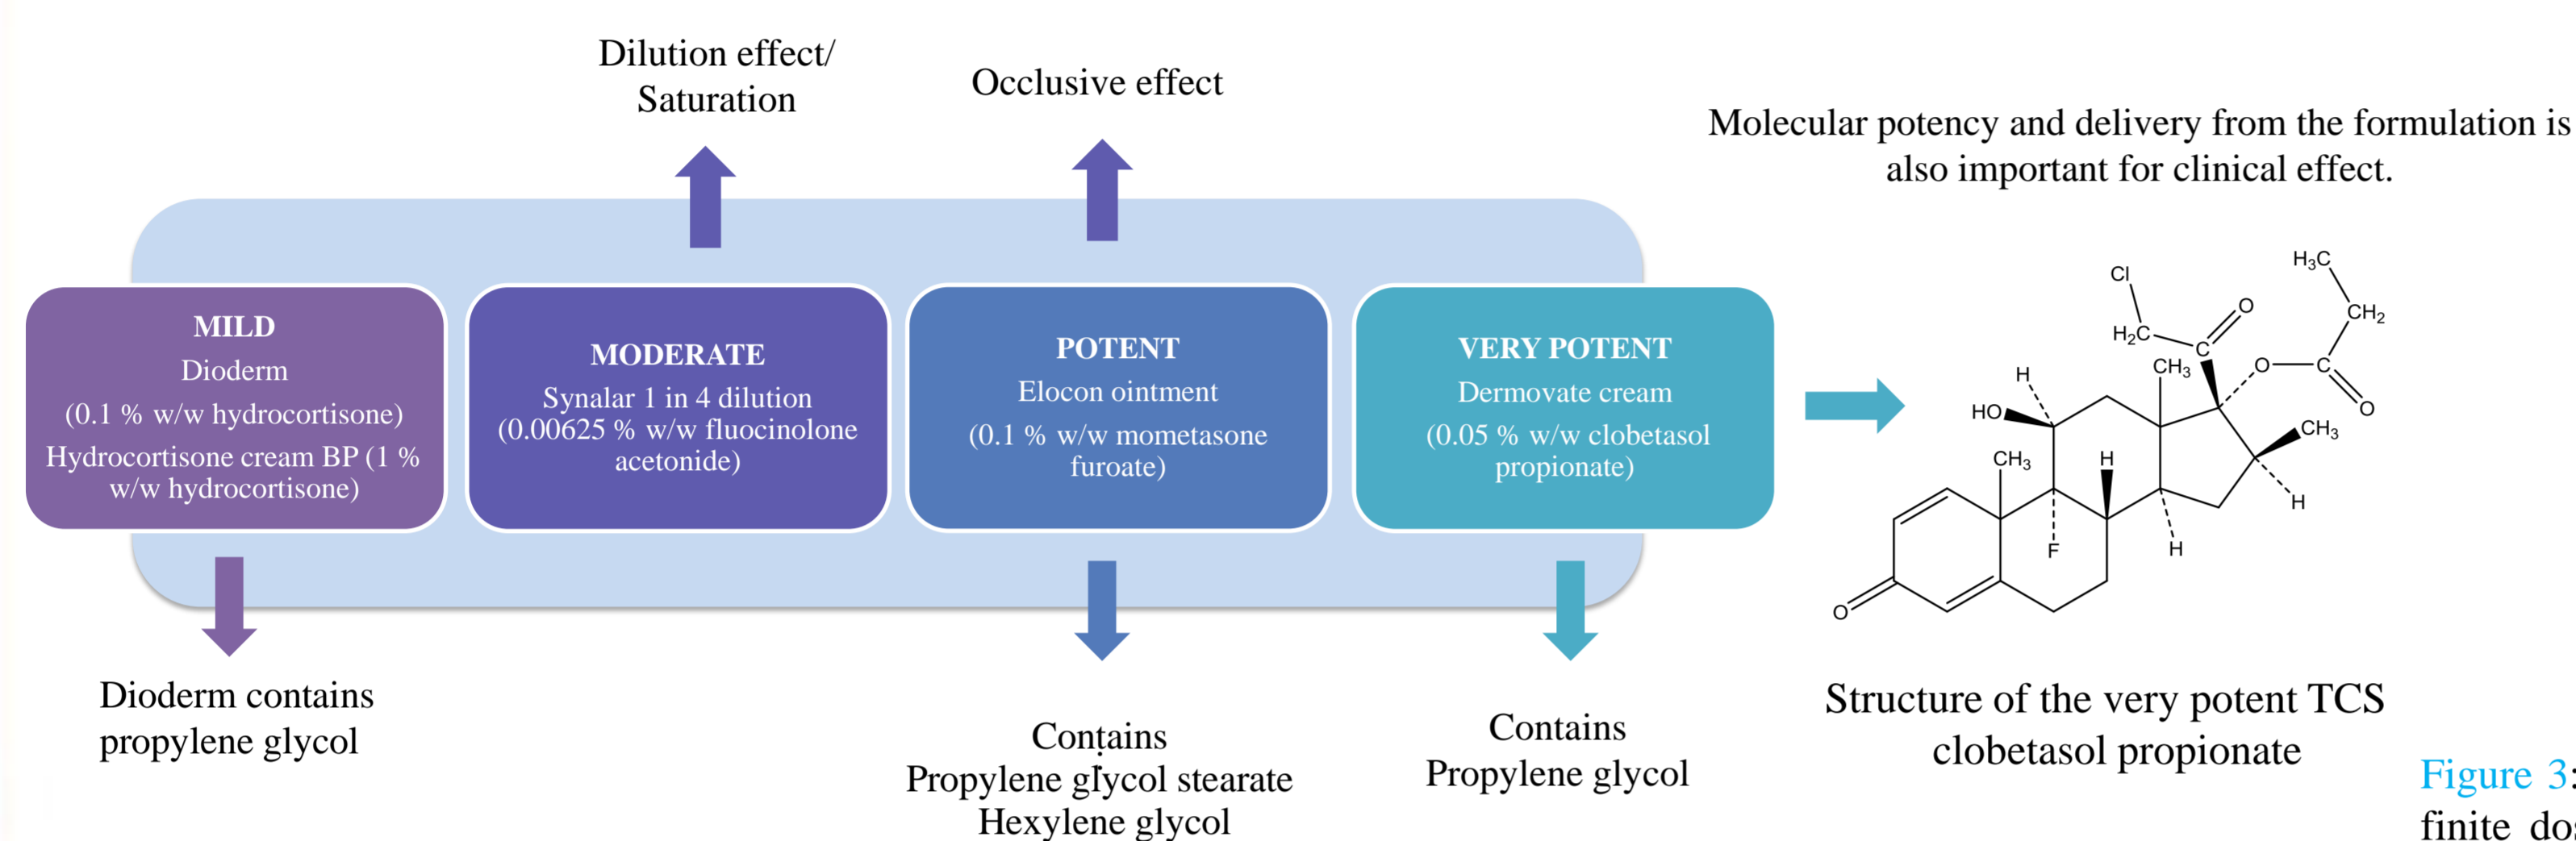 Dilution effect/
Saturation
Occlusive effect
Molecular potency and delivery from the formulation is
also important for clinical effect.
MILD
Dioderm
(0.1 % w/w hydrocortisone)
Hydrocortisone cream BP (1 %
w/w hydrocortisone)
MODERATE
Synalar 1 in 4 dilution
(0.00625 % w/w fluocinolone
acetonide)
POTENT
Elocon ointment
(0.1 % w/w mometasone
furoate)
VERY POTENT
Dermovate cream
(0.05 % w/w clobetasol
propionate)
Cl
H₃C
O
CH₂
H₂C
C
CH₃
O
C
O
H
HO
CH₃
CH₃
H
H
F
H
O
Dioderm contains
propylene glycol
Contains
Propylene glycol stearate
Hexylene glycol
Contains
Propylene glycol
Structure of the very potent TCS
clobetasol propionate
Figure 3:
finite dos